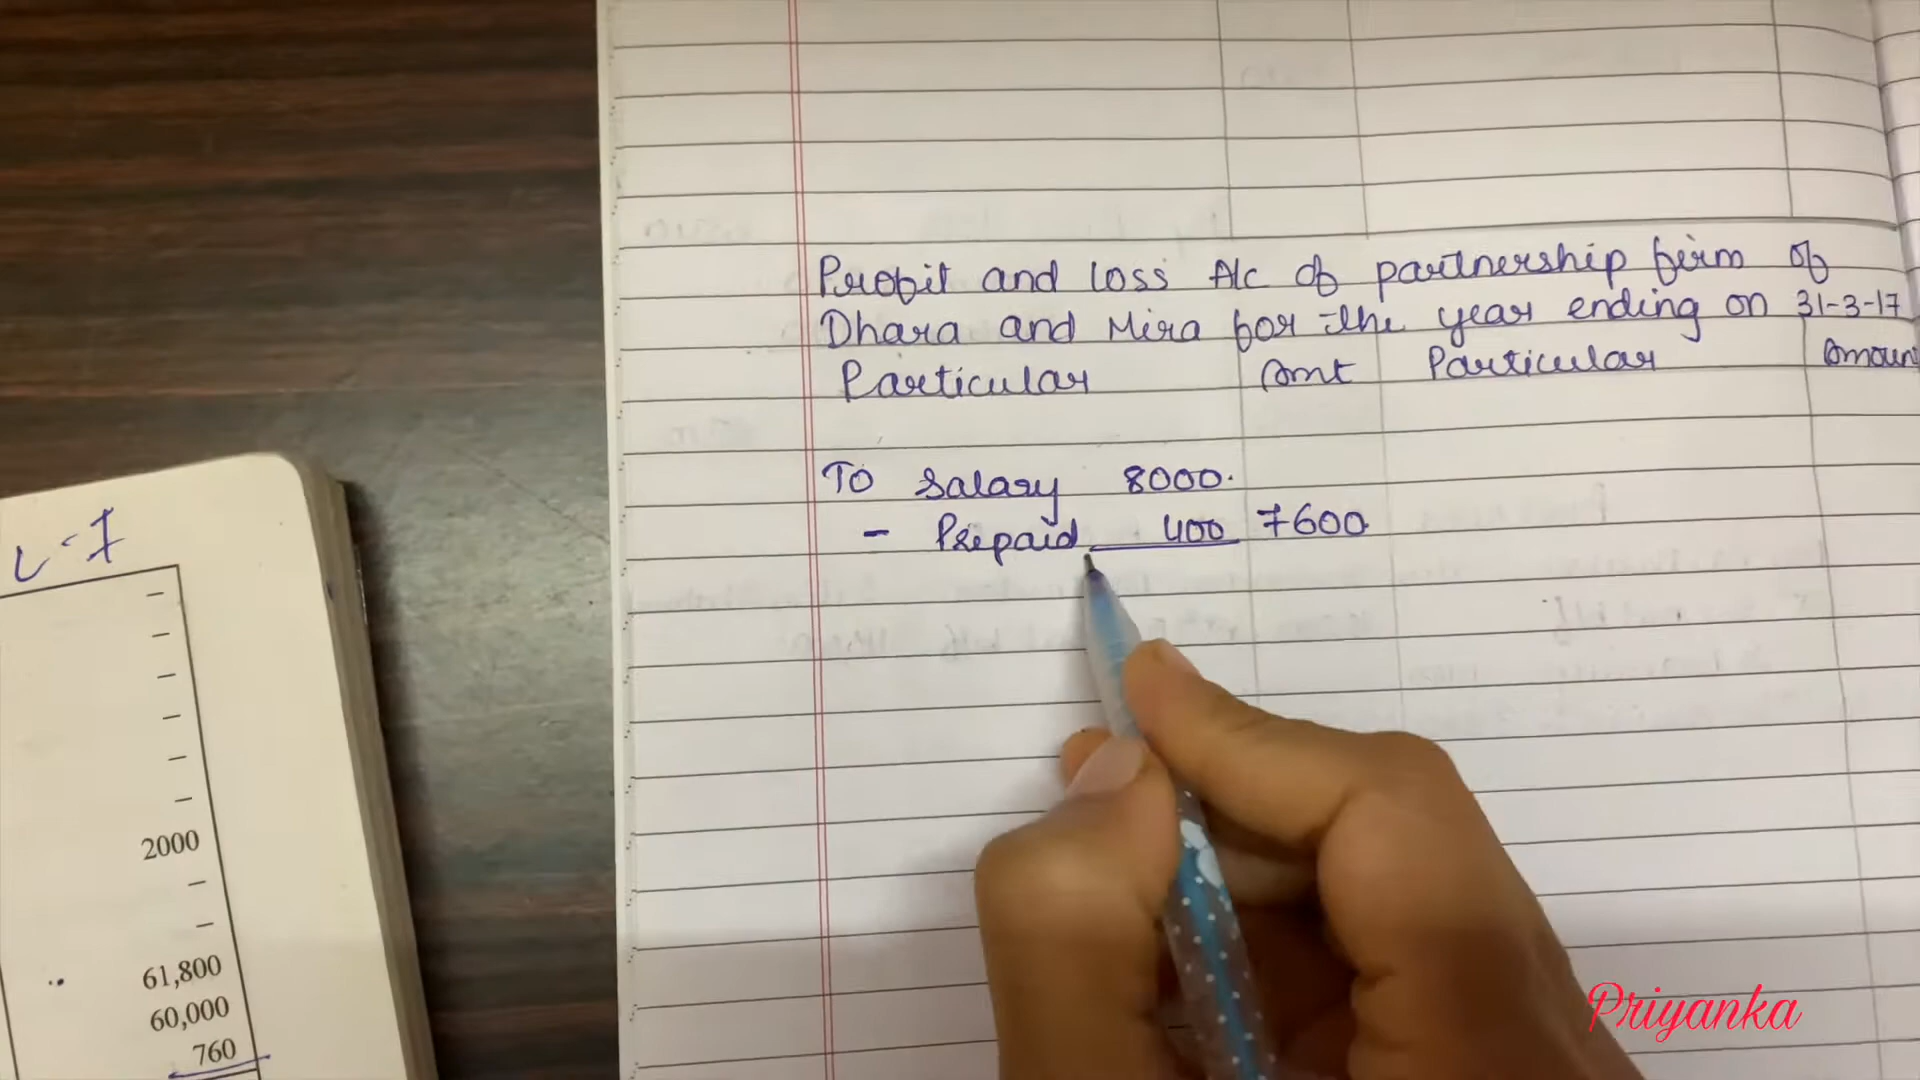 Profit and loss A/c of partnership firm of
Dhara and Mira for the year ending on 31-3-17
Particular Amt Particular Amoun
To Salary 8000.
- Prepaid 400 7600
2000
61,800
60,000
760
Priyanka